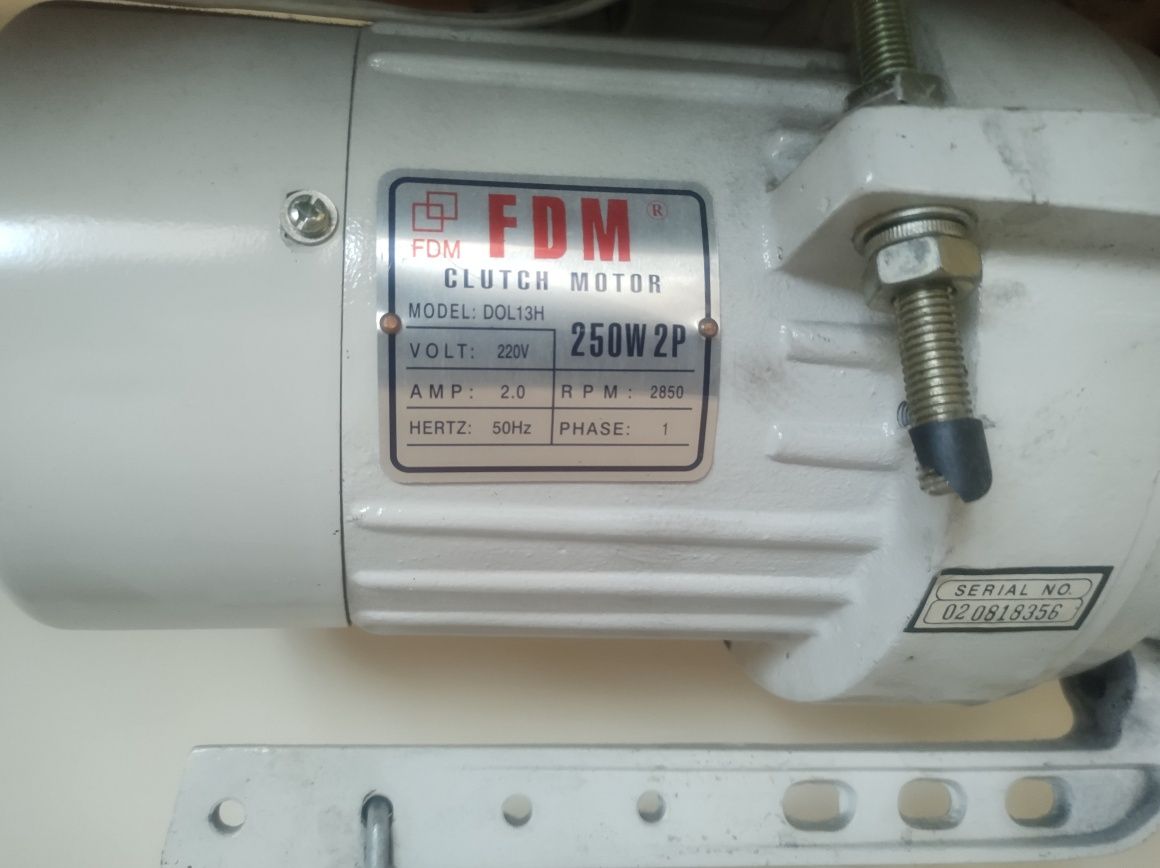 FDM FDM ®
CLUTCH MOTOR
MODEL: DOL13H
250W 2P
VOLT: 220V
AMP: 2.0 RPM: 2850
HERTZ: 50Hz PHASE: 1
SERIAL NO.
020818356